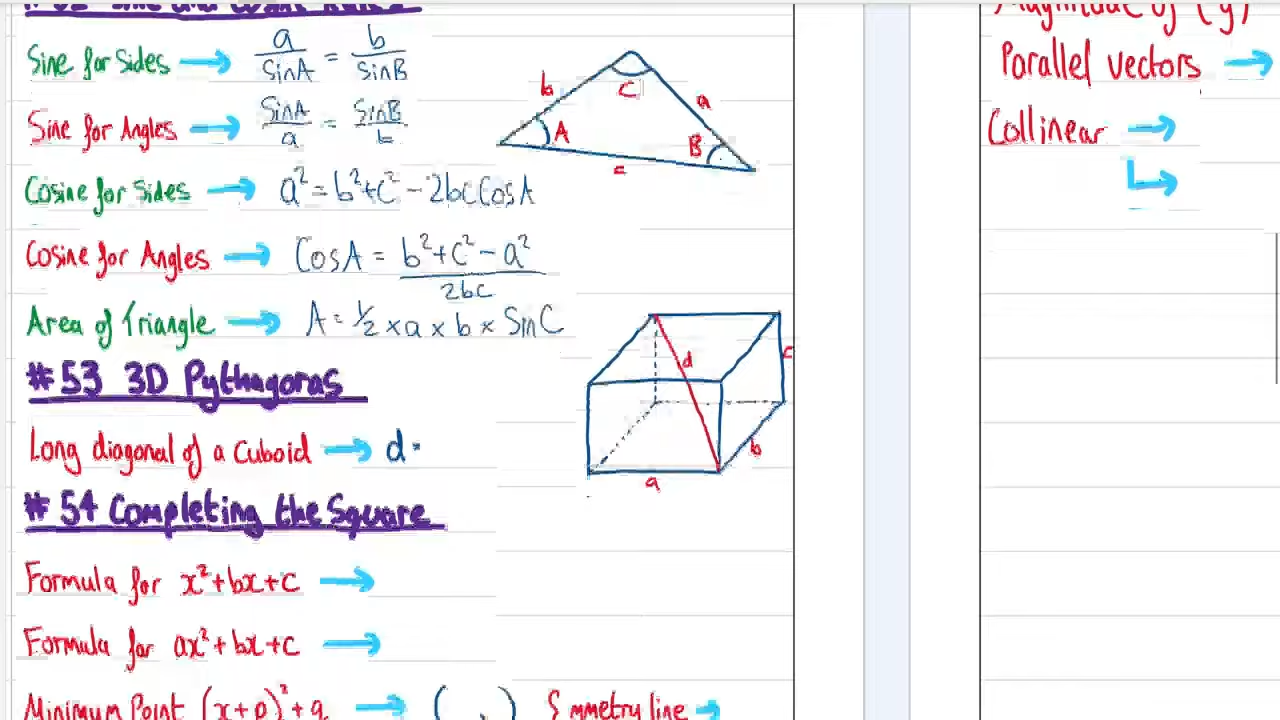 Sine for Sides → a/SinA = b/SinB
Sine for Angles → SinA/a = SinB/b
Cosine for Sides → a² = b²+c² - 2bc CosA
Cosine for Angles → CosA = b²+c²-a²/2bc
Area of Triangle → A = 1/2 × a × b × SinC
b
C
a
A
B
c
#53 3D Pythagoras
Long diagonal of a Cuboid → d
d
c
b
a
#54 Completing the Square
Formula for x²+bx+c →
Formula for ax²+bx+c →
Minimum Point (x+p)²+q → ( , ) line →
Parallel vectors →
Collinear →